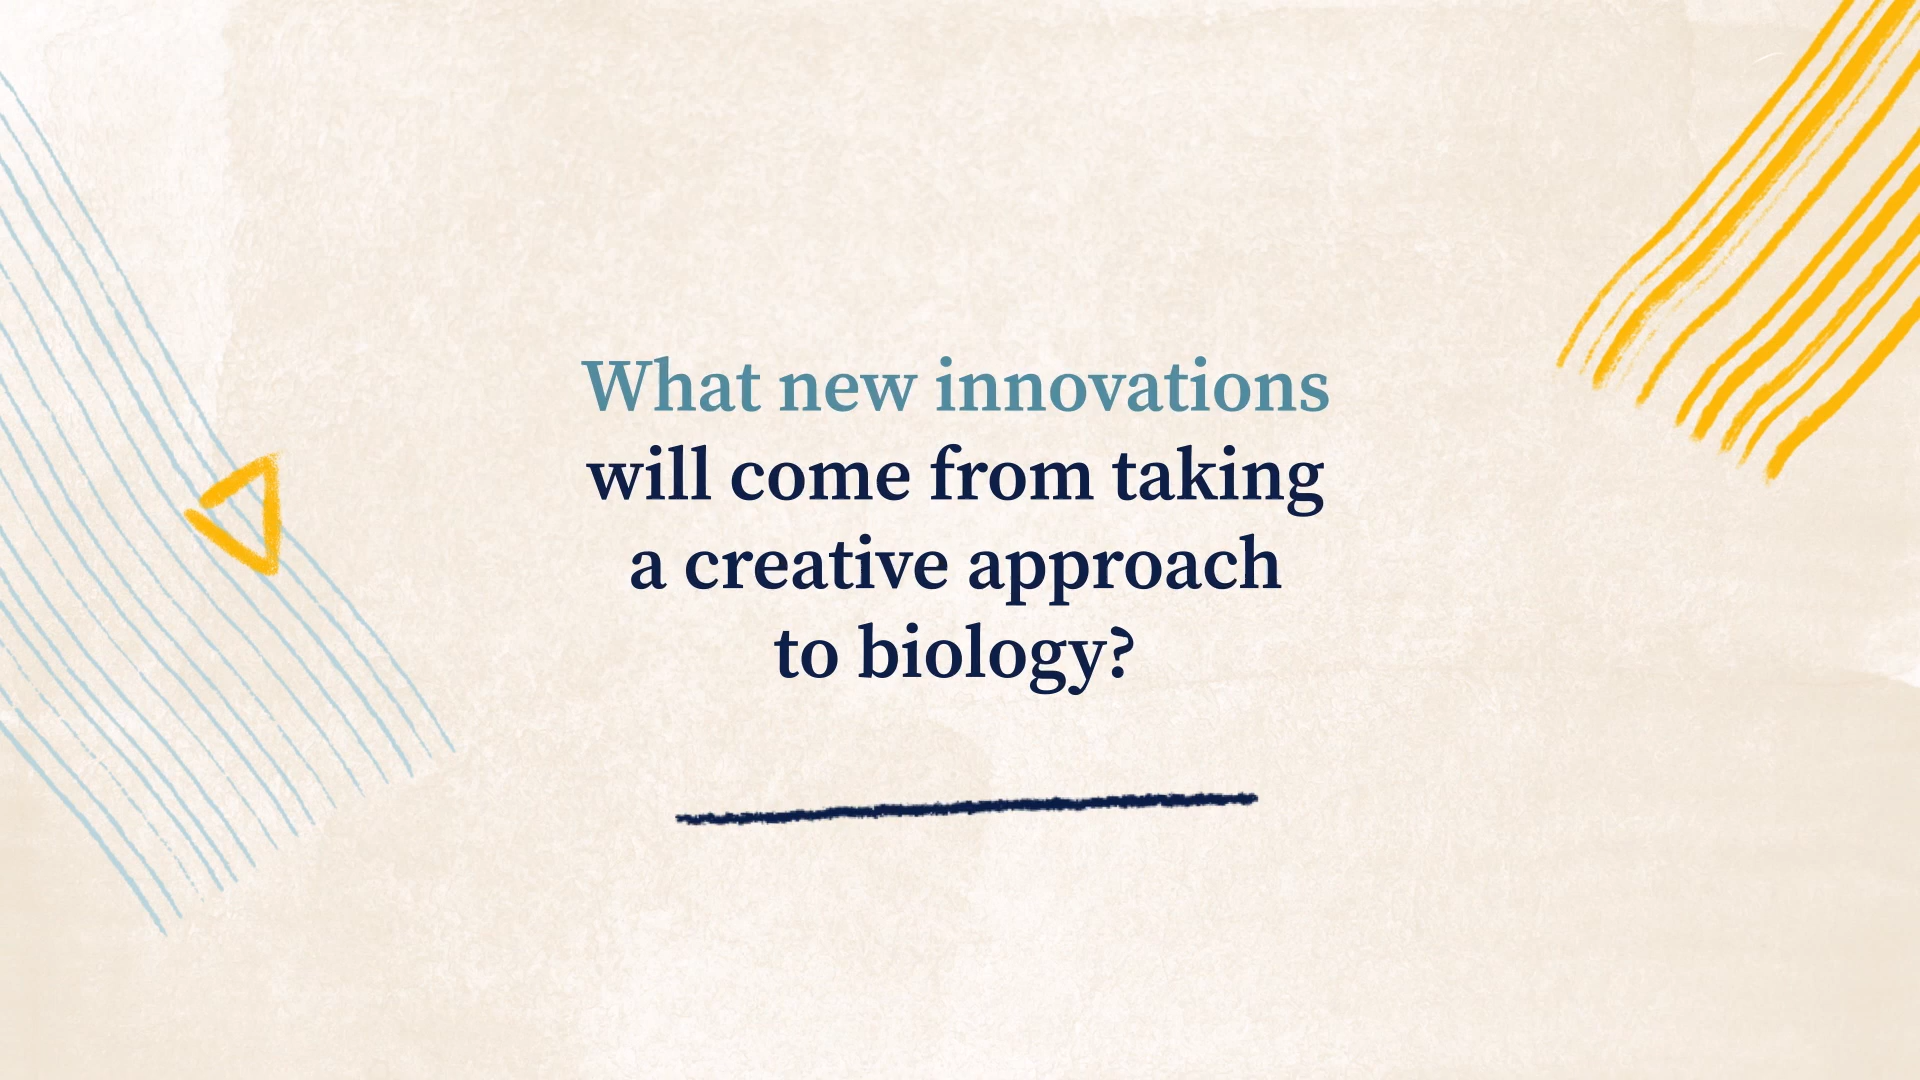 What new innovations
will come from taking
a creative approach
to biology?